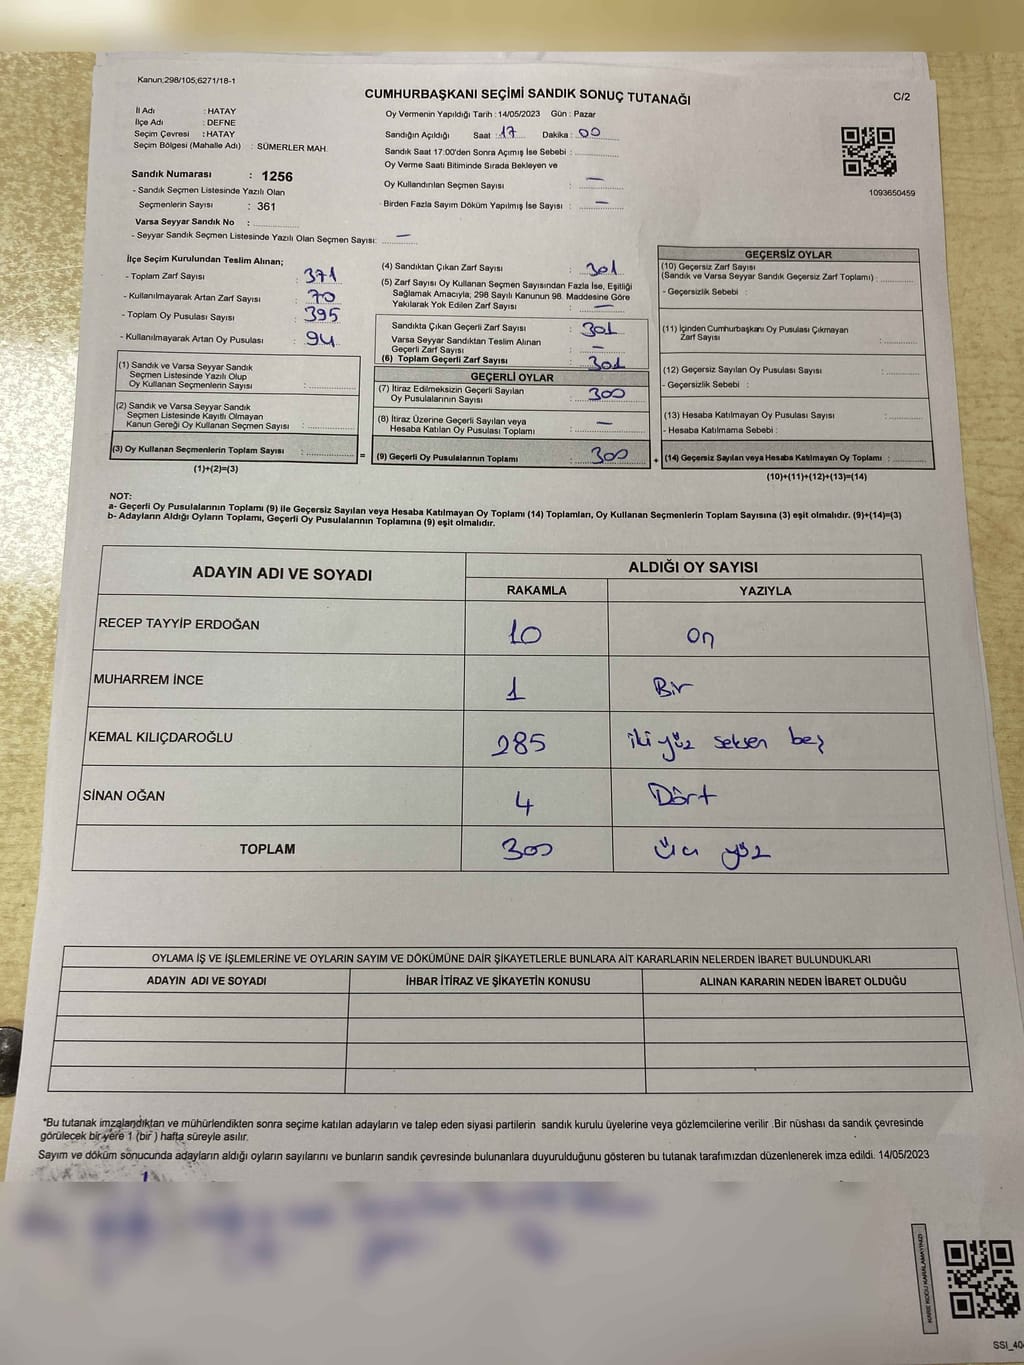 Kanun;298/105;6271/18-1
CUMHURBAŞKANI SEÇİMİ SANDIK SONUÇ TUTANAĞI
C/2
İl Adı : HATAY
İlçe Adı : DEFNE
Seçim Çevresi : HATAY
Seçim Bölgesi (Mahalle Adı) : SÜMERLER MAH.
Sandık Numarası : 1256
- Sandık Seçmen Listesinde Yazılı Olan
Seçmenlerin Sayısı : 361
Varsa Seyyar Sandık No :
- Seyyar Sandık Seçmen Listesinde Yazılı Olan Seçmen Sayısı: —
Oy Vermenin Yapıldığı Tarih : 14/05/2023 Gün : Pazar
Sandığın Açıldığı Saat : 17 Dakika : 00
Sandık Saat 17:00'den Sonra Açımış İse Sebebi :
Oy Verme Saati Bitiminde Sırada Bekleyen ve
Oy Kullandırılan Seçmen Sayısı : —
Birden Fazla Sayım Döküm Yapılmış İse Sayısı : —
1093650459
İlçe Seçim Kurulundan Teslim Alınan;
- Toplam Zarf Sayısı : 371
- Kullanılmayarak Artan Zarf Sayısı : 70
- Toplam Oy Pusulası Sayısı : 395
- Kullanılmayarak Artan Oy Pusulası : 94
(1) Sandık ve Varsa Seyyar Sandık
Seçmen Listesinde Yazılı Olup
Oy Kullanan Seçmenlerin Sayısı :
(2) Sandık ve Varsa Seyyar Sandık
Seçmen Listesinde Kayıtlı Olmayan
Kanun Gereği Oy Kullanan Seçmen Sayısı :
(3) Oy Kullanan Seçmenlerin Toplam Sayısı :
(1)+(2)=(3)
=
(4) Sandıktan Çıkan Zarf Sayısı : 301
(5) Zarf Sayısı Oy Kullanan Seçmen Sayısından Fazla İse, Eşitliği
Sağlamak Amacıyla; 298 Sayılı Kanunun 98. Maddesine Göre
Yakılarak Yok Edilen Zarf Sayısı : —
Sandıkta Çıkan Geçerli Zarf Sayısı : 301
Varsa Seyyar Sandıktan Teslim Alınan
Geçerli Zarf Sayısı : —
(6) Toplam Geçerli Zarf Sayısı : 301
GEÇERLİ OYLAR
(7) İtiraz Edilmeksizin Geçerli Sayılan
Oy Pusulalarının Sayısı : 300
(8) İtiraz Üzerine Geçerli Sayılan veya
Hesaba Katılan Oy Pusulası Toplamı : —
(9) Geçerli Oy Pusulalarının Toplamı : 300
+
GEÇERSİZ OYLAR
(10) Geçersiz Zarf Sayısı
(Sandık ve Varsa Seyyar Sandık Geçersiz Zarf Toplamı) :
- Geçersizlik Sebebi :
(11) İçinden Cumhurbaşkanı Oy Pusulası Çıkmayan
Zarf Sayısı :
(12) Geçersiz Sayılan Oy Pusulası Sayısı :
- Geçersizlik Sebebi :
(13) Hesaba Katılmayan Oy Pusulası Sayısı :
- Hesaba Katılmama Sebebi :
(14) Geçersiz Sayılan veya Hesaba Katılmayan Oy Toplamı :
(10)+(11)+(12)+(13)=(14)
NOT:
a- Geçerli Oy Pusulalarının Toplamı (9) ile Geçersiz Sayılan veya Hesaba Katılmayan Oy Toplamı (14) Toplamları, Oy Kullanan Seçmenlerin Toplam Sayısına (3) eşit olmalıdır. (9)+(14)=(3)
b- Adayların Aldığı Oyların Toplamı, Geçerli Oy Pusulalarının Toplamına (9) eşit olmalıdır.
ADAYIN ADI VE SOYADI
ALDIĞI OY SAYISI
RAKAMLA YAZIYLA
RECEP TAYYİP ERDOĞAN 10 On
MUHARREM İNCE 1 Bir
KEMAL KILIÇDAROĞLU 285 iki yüz seksen beş
SİNAN OĞAN 4 Dört
TOPLAM 300 üç yüz
OYLAMA İŞ VE İŞLEMLERİNE VE OYLARIN SAYIM VE DÖKÜMÜNE DAİR ŞİKAYETLERLE BUNLARA AİT KARARLARIN NELERDEN İBARET BULUNDUKLARI
ADAYIN ADI VE SOYADI İHBAR İTİRAZ VE ŞİKAYETİN KONUSU ALINAN KARARIN NEDEN İBARET OLDUĞU
*Bu tutanak imzalandıktan ve mühürlendikten sonra seçime katılan adayların ve talep eden siyasi partilerin sandık kurulu üyelerine veya gözlemcilerine verilir .Bir nüshası da sandık çevresinde
görülecek bir yere 1 (bir ) hafta süreyle asılır.
Sayım ve döküm sonucunda adayların aldığı oyların sayılarını ve bunların sandık çevresinde bulunanlara duyurulduğunu gösteren bu tutanak tarafımızdan düzenlenerek imza edildi. 14/05/2023
KARE KODU KARALAMAYINIZ!
SSI_40